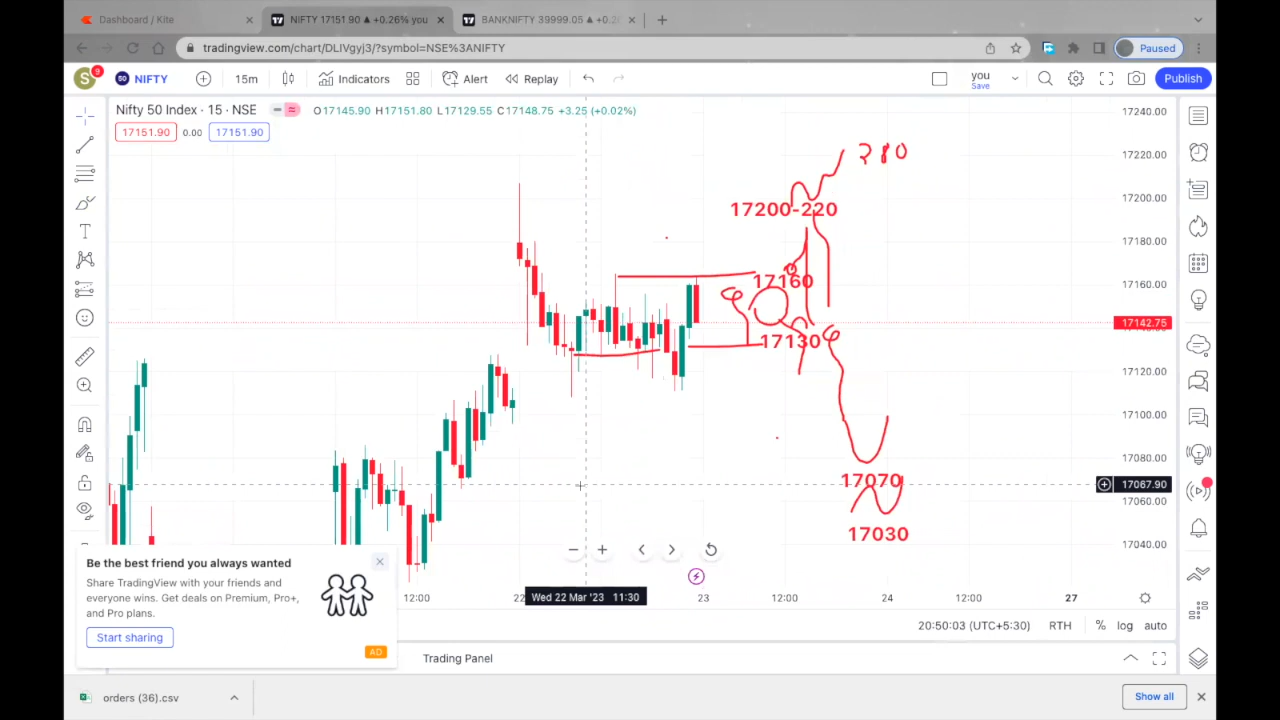 Dashboard / Kite
NIFTY 17151.90 ▲ +0.26% you
BANKNIFTY 39999.05 ▲ +0.2
tradingview.com/chart/DLIVgyj3/?symbol=NSE%3ANIFTY
Paused
S 9
50 NIFTY
15m
Indicators
Alert
Replay
you
Save
Publish
Nifty 50 Index · 15 · NSE
O17145.90 H17151.80 L17129.55 C17148.75 +3.25 (+0.02%)
17151.90 0.00 17151.90
17240.00
17220.00
17200.00
17180.00
17160.00
17142.75
17120.00
17100.00
17080.00
17067.90
17060.00
17040.00
280
17200-220
17160
17130
17070
17030
Be the best friend you always wanted
Share TradingView with your friends and
everyone wins. Get deals on Premium, Pro+,
and Pro plans.
Start sharing
AD
12:00
22
Wed 22 Mar '23 11:30
23
12:00
24
12:00
27
20:50:03 (UTC+5:30)
RTH
%
log
auto
Trading Panel
orders (36).csv
Show all